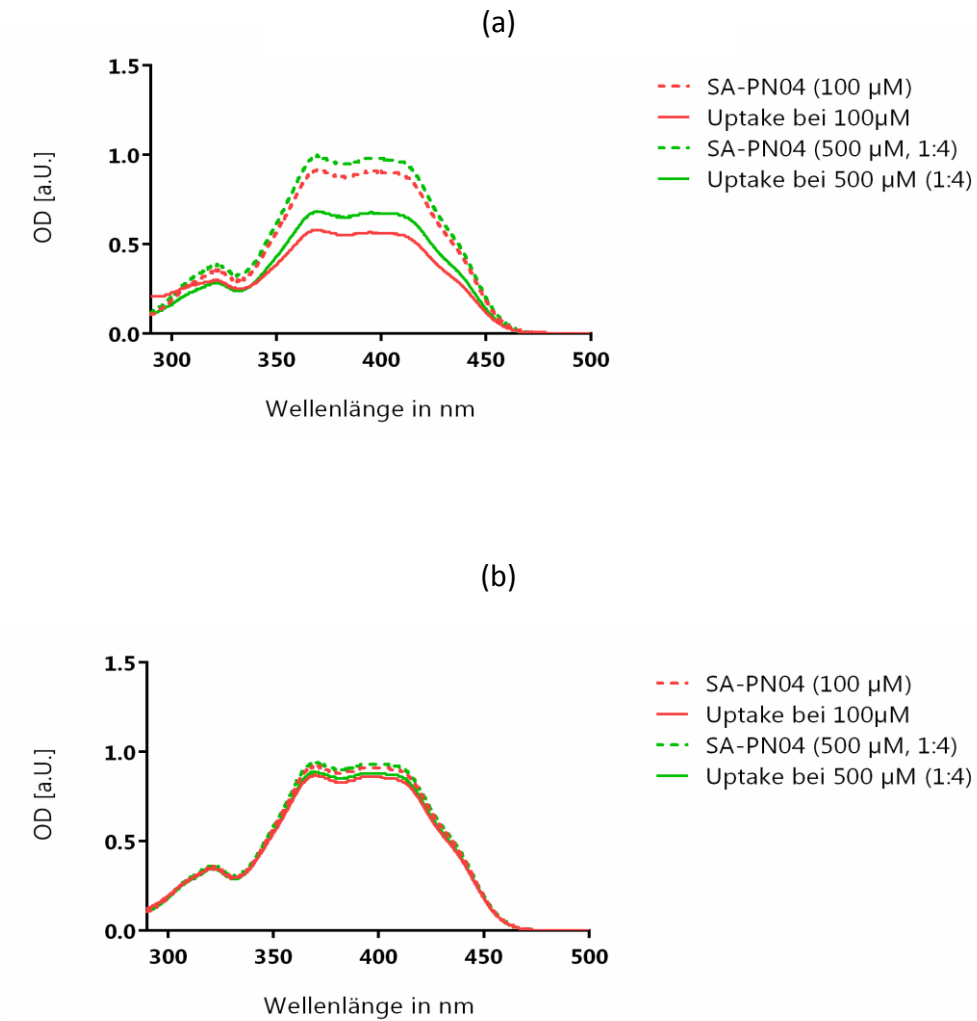 (a)
1.5
1.0
0.5
0.0
OD [a.U.]
300 350 400 450 500
Wellenlänge in nm
SA-PN04 (100 µM)
Uptake bei 100µM
SA-PN04 (500 µM, 1:4)
Uptake bei 500 µM (1:4)
(b)
1.5
1.0
0.5
0.0
OD [a.U.]
300 350 400 450 500
Wellenlänge in nm
SA-PN04 (100 µM)
Uptake bei 100µM
SA-PN04 (500 µM, 1:4)
Uptake bei 500 µM (1:4)